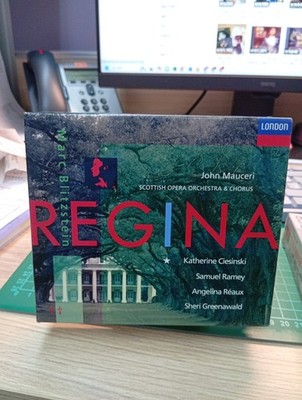 LONDON
Marc Blitzstein
John Mauceri
SCOTTISH OPERA ORCHESTRA & CHORUS
REGINA
Katherine Ciesinski
Samuel Ramey
Angelina Réaux
Sheri Greenawald